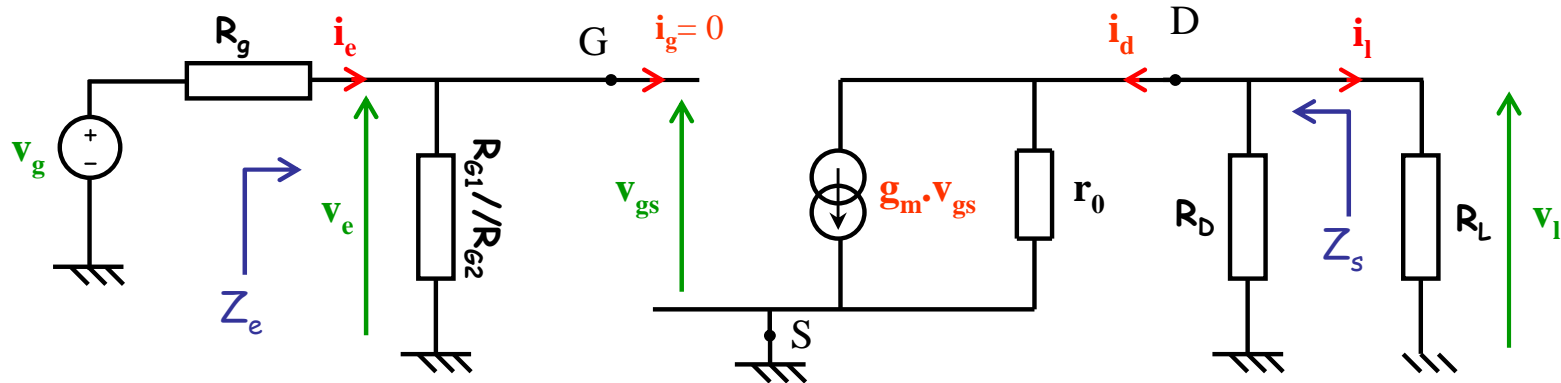 R_g
i_e
G
i_g= 0
i_d
D
i_l
+
−
v_g
Z_e
v_e
R_G1//R_G2
v_gs
g_m.v_gs
r_0
R_D
Z_s
R_L
v_l
S